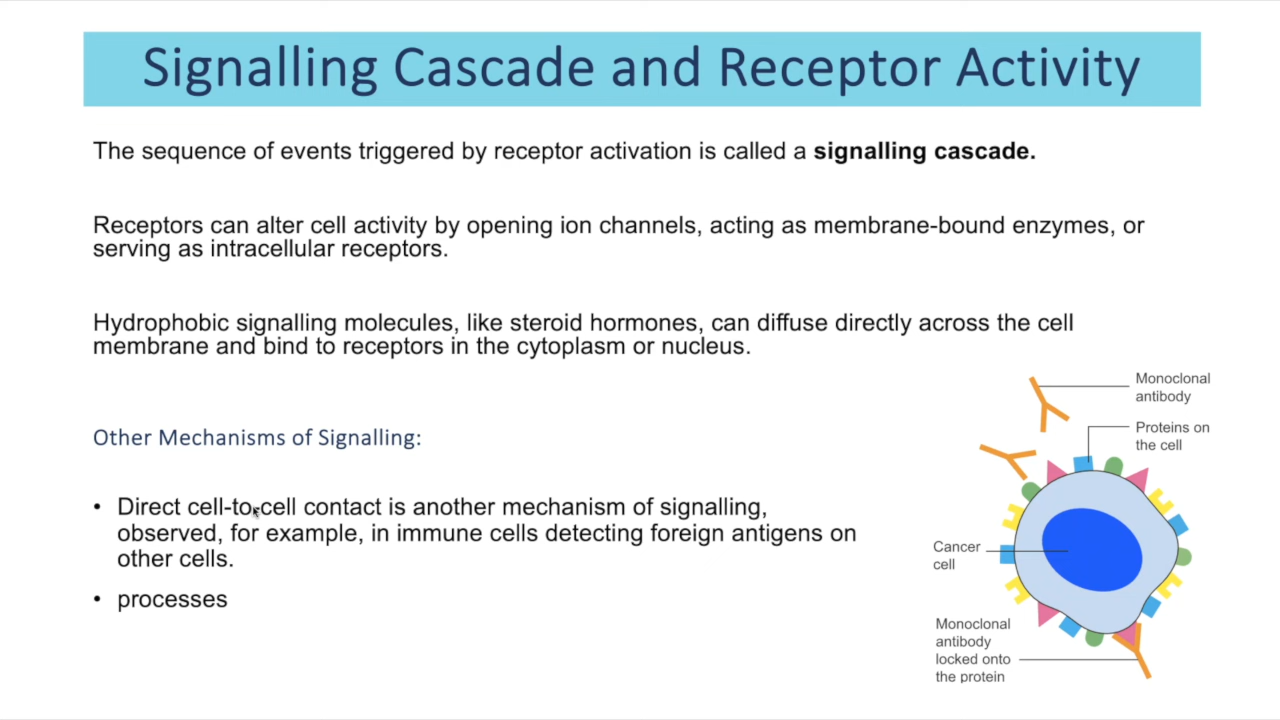 Signalling Cascade and Receptor Activity
The sequence of events triggered by receptor activation is called a signalling cascade.
Receptors can alter cell activity by opening ion channels, acting as membrane-bound enzymes, or
serving as intracellular receptors.
Hydrophobic signalling molecules, like steroid hormones, can diffuse directly across the cell
membrane and bind to receptors in the cytoplasm or nucleus.
Other Mechanisms of Signalling:
• Direct cell-to-cell contact is another mechanism of signalling,
observed, for example, in immune cells detecting foreign antigens on
other cells.
• processes
Monoclonal
antibody
Proteins on
the cell
Cancer
cell
Monoclonal
antibody
locked onto
the protein